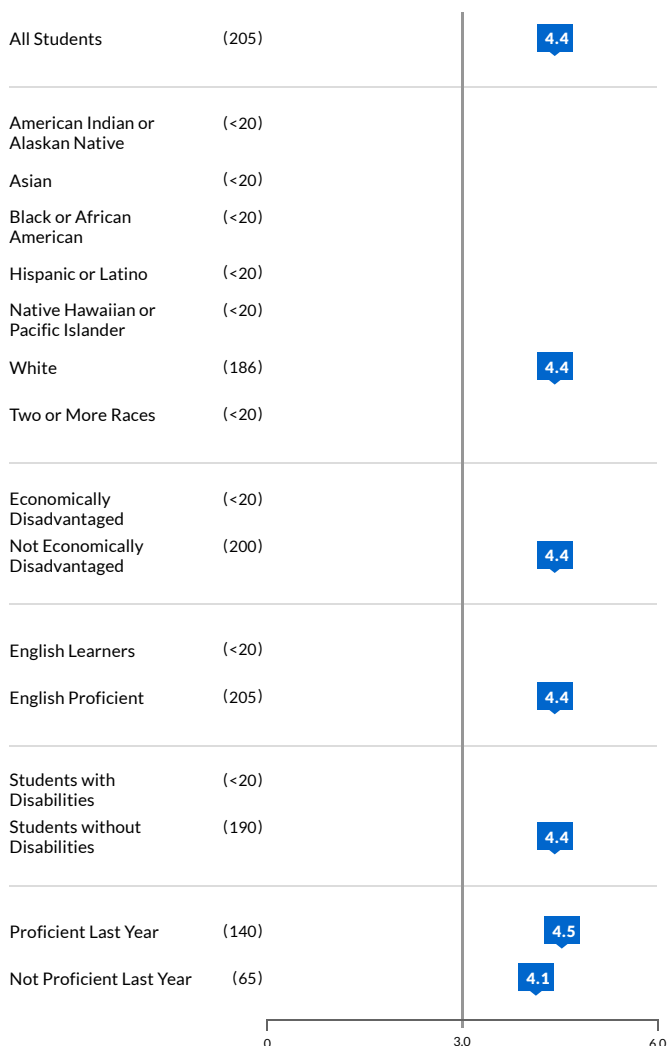 All Students (205) 4.4
American Indian or (<20)
Alaskan Native
Asian (<20)
Black or African (<20)
American
Hispanic or Latino (<20)
Native Hawaiian or (<20)
Pacific Islander
White (186) 4.4
Two or More Races (<20)
Economically (<20)
Disadvantaged
Not Economically (200) 4.4
Disadvantaged
English Learners (<20)
English Proficient (205) 4.4
Students with (<20)
Disabilities
Students without (190) 4.4
Disabilities
Proficient Last Year (140) 4.5
Not Proficient Last Year (65) 4.1
0 3.0 6.0